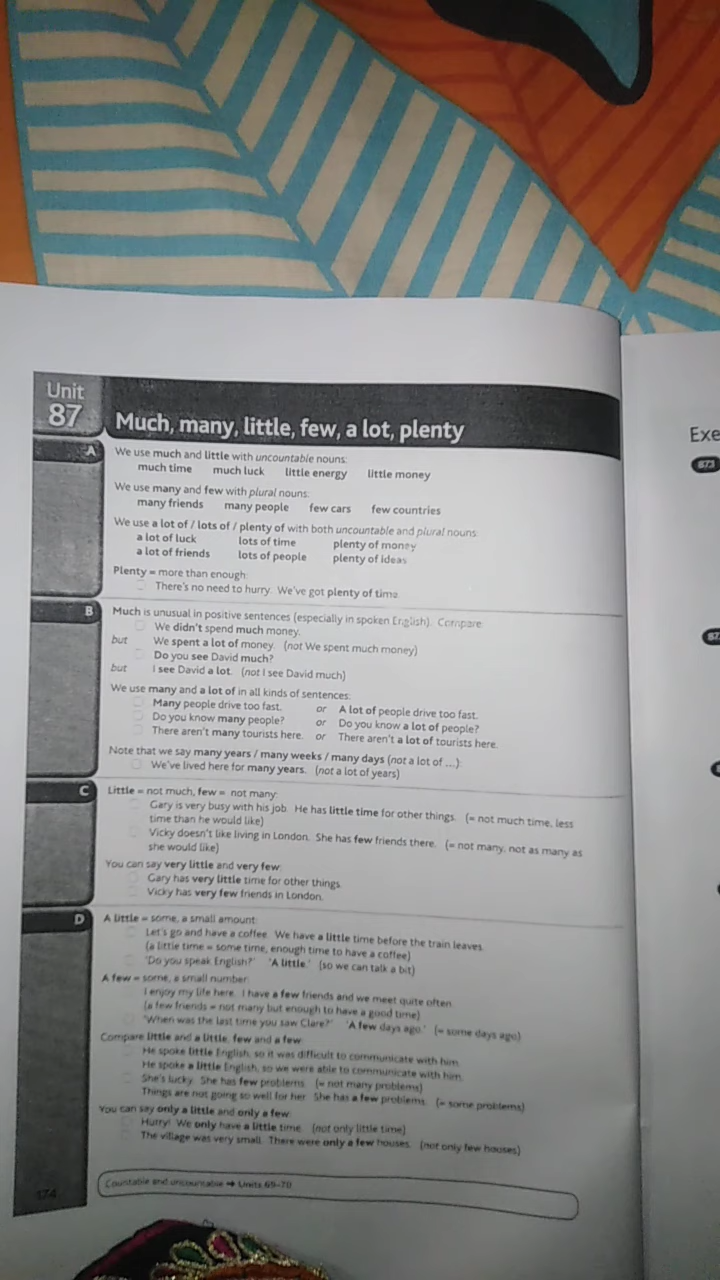 Unit
87
Much, many, little, few, a lot, plenty
A
We use much and little with uncountable nouns:
much time much luck little energy little money
We use many and few with plural nouns:
many friends many people few cars few countries
We use a lot of / lots of / plenty of with both uncountable and plural nouns:
a lot of luck lots of time plenty of money
a lot of friends lots of people plenty of ideas
Plenty = more than enough:
There's no need to hurry. We've got plenty of time.
B
Much is unusual in positive sentences (especially in spoken English). Compare:
We didn't spend much money.
but We spent a lot of money. (not We spent much money)
Do you see David much?
but I see David a lot. (not I see David much)
We use many and a lot of in all kinds of sentences:
Many people drive too fast. or A lot of people drive too fast.
Do you know many people? or Do you know a lot of people?
There aren't many tourists here. or There aren't a lot of tourists here.
Note that we say many years / many weeks / many days (not a lot of ...):
We've lived here for many years. (not a lot of years)
C
Little = not much, few = not many:
Gary is very busy with his job. He has little time for other things. (= not much time, less
time than he would like)
Vicky doesn't like living in London. She has few friends there. (= not many, not as many as
she would like)
You can say very little and very few:
Gary has very little time for other things.
Vicky has very few friends in London.
D
A little = some, a small amount:
Let's go and have a coffee. We have a little time before the train leaves.
(a little time = some time, enough time to have a coffee)
'Do you speak English?' 'A little.' (so we can talk a bit)
A few = some, a small number:
I enjoy my life here. I have a few friends and we meet quite often.
(a few friends = not many but enough to have a good time)
'When was the last time you saw Clare?' 'A few days ago.' (= some days ago)
Compare little and a little, few and a few:
He spoke little English, so it was difficult to communicate with him.
He spoke a little English, so we were able to communicate with him.
She's lucky. She has few problems. (= not many problems)
Things are not going so well for her. She has a few problems. (= some problems)
You can say only a little and only a few:
Hurry! We only have a little time. (not only little time)
The village was very small. There were only a few houses. (not only few houses)
174
Countable and uncountable ➜ Units 69–70
Exe
87.1
87.